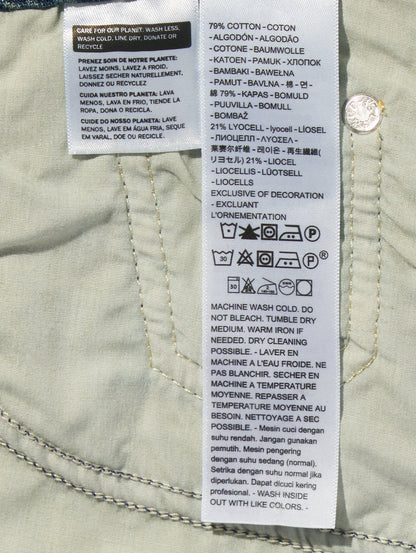 CARE FOR OUR PLANET: WASH LESS,
WASH COLD, LINE DRY, DONATE OR
RECYCLE
PRENEZ SOIN DE NOTRE PLANETE:
LAVEZ MOINS, LAVEZ A FROID,
LAISSEZ SECHER NATURELLEMENT,
DONNEZ OU RECYCLEZ
CUIDA NUESTRO PLANETA: LAVA
MENOS, LAVA EN FRIO, TIENDE LA
ROPA, DONA O RECICLA
CUIDE DO NOSSO PLANETA: LAVE
MENOS, LAVE EM ÁGUA FRIA, SEQUE
EM VARAL, DOE OU RECICLE
79% COTTON - COTON
- ALGODÓN - ALGODÃO
- COTONE - BAUMWOLLE
- KATOEN - PAMUK - ХЛОПОК
- BAMBAKI - BAWEŁNA
- PAMUT - BAVLNA - 棉 - 면 -
綿 79% - KAPAS - BOMULD
- PUUVILLA - BOMULL -
BOMBAŽ
21% LYOCELL - lyocell - LİOSEL
- ЛИОЦЕЛЛ - LYOZELL -
莱赛尔纤维 - 레이온 - 再生繊維(
リヨセル) 21% - LIOCEL
- LIOCELLIS - LÜOTSELL
- LIOCELLS
EXCLUSIVE OF DECORATION
- EXCLUANT
L'ORNEMENTATION
P
30 P®
30
MACHINE WASH COLD. DO
NOT BLEACH. TUMBLE DRY
MEDIUM. WARM IRON IF
NEEDED. DRY CLEANING
POSSIBLE. - LAVER EN
MACHINE A L'EAU FROIDE. NE
PAS BLANCHIR. SECHER EN
MACHINE A TEMPERATURE
MOYENNE. REPASSER A
TEMPERATURE MOYENNE AU
BESOIN. NETTOYAGE A SEC
POSSIBLE. - Mesin cuci dengan
suhu rendah. Jangan gunakan
pemutih. Mesin pengering
dengan suhu sedang (normal).
Setrika dengan suhu normal jika
diperlukan. Dapat dicuci kering
profesional. - WASH INSIDE
OUT WITH LIKE COLORS. -